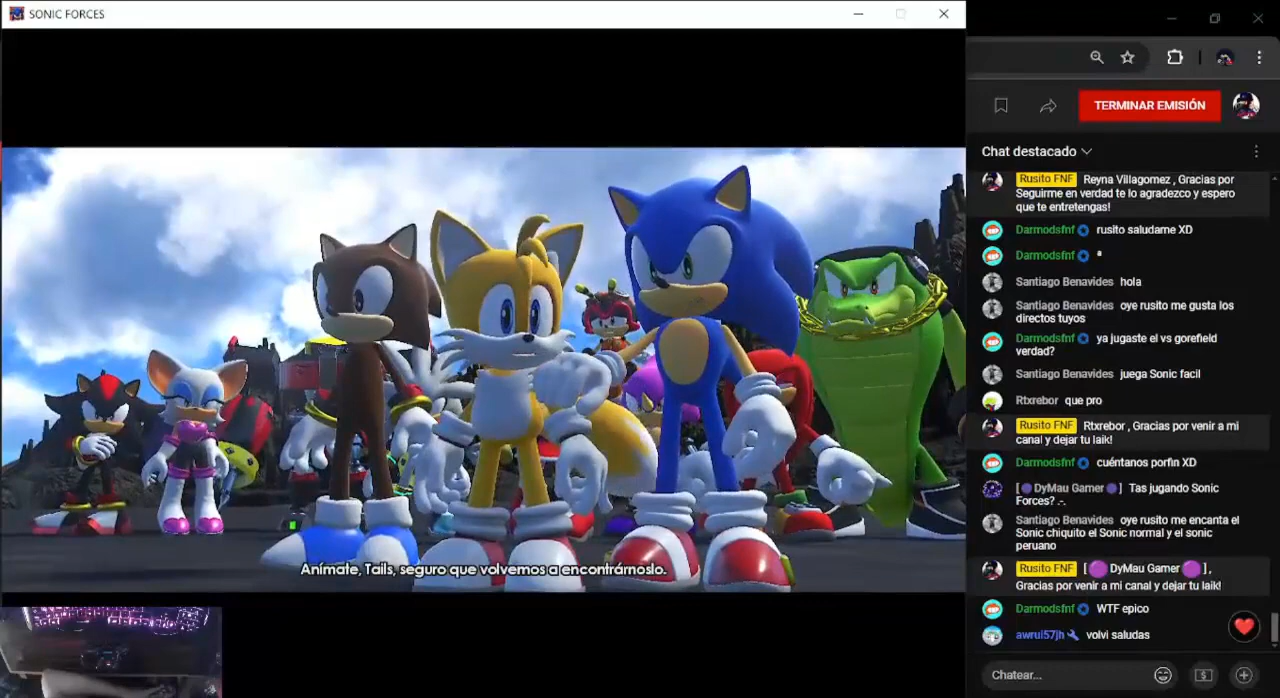 SONIC FORCES
TERMINAR EMISIÓN
Chat destacado
Rusito FNF Reyna Villagomez , Gracias por
Seguirme en verdad te lo agradezco y espero
que te entretengas!
Darmodsfnf rusito saludame XD
Darmodsfnf
Santiago Benavides hola
Santiago Benavides oye rusito me gusta los
directos tuyos
Darmodsfnf ya jugaste el vs gorefield
verdad?
Santiago Benavides juega Sonic facil
Rtxrebor que pro
Rusito FNF Rtxrebor , Gracias por venir a mi
canal y dejar tu laik!
Darmodsfnf cuéntanos porfin XD
[ DyMau Gamer ] Tas jugando Sonic
Forces? .-.
Santiago Benavides oye rusito me encanta el
Sonic chiquito el Sonic normal y el sonic
peruano
Rusito FNF [ DyMau Gamer ] ,
Gracias por venir a mi canal y dejar tu laik!
Darmodsfnf WTF epico
awrui57jh volvi saludas
Chatear...
Anímate, Tails, seguro que volvemos a encontrárnoslo.